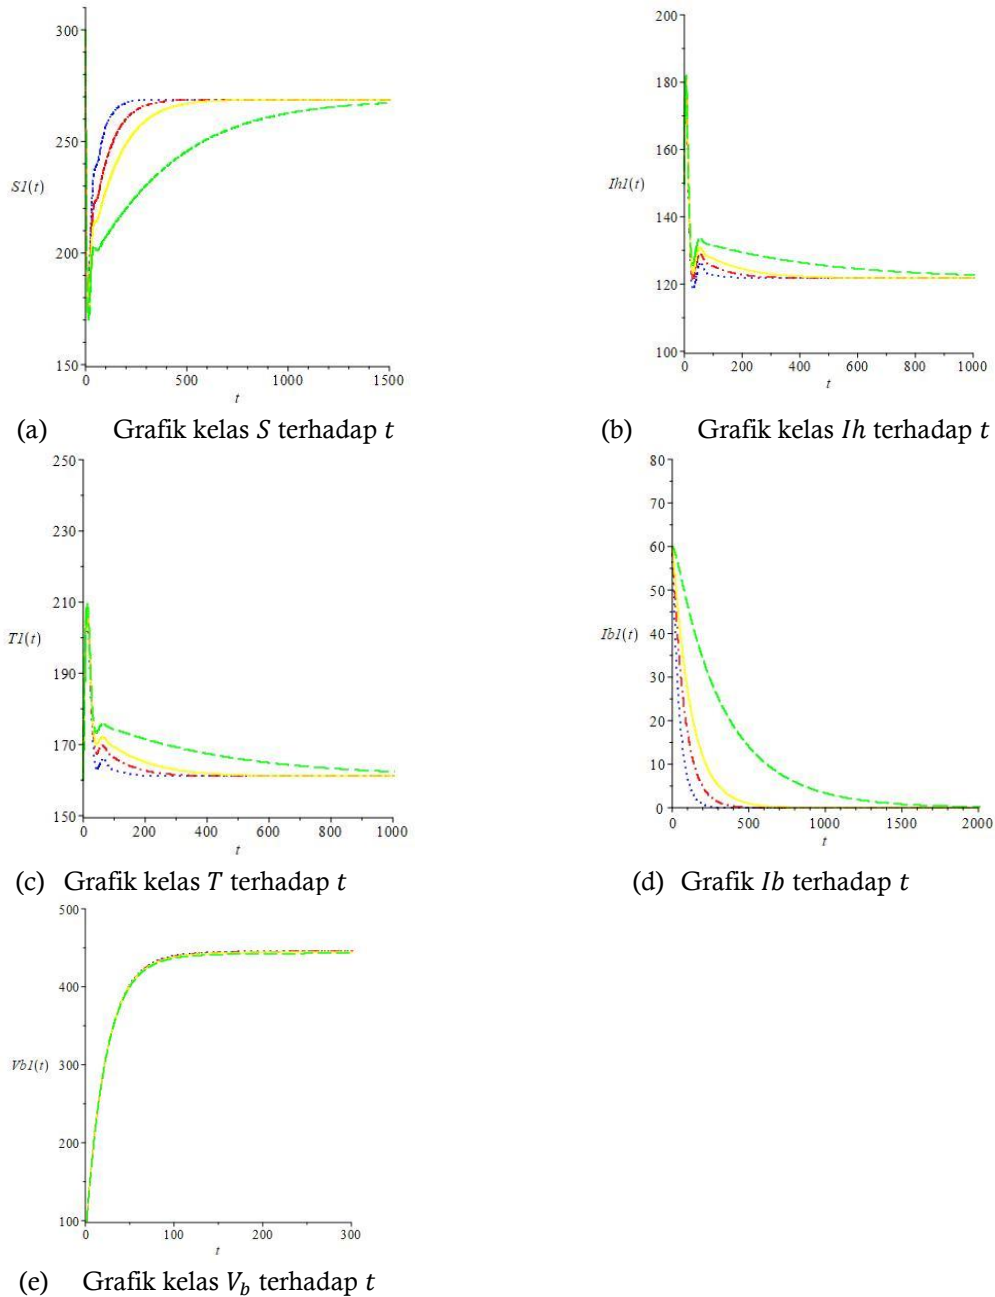 300
250
S1(t)
200
150
0 500 1000 1500
t
200
180
160
Ih1(t)
140
120
100
0 200 400 600 800 1000
t
(a) Grafik kelas S terhadap t
(b) Grafik kelas Ih terhadap t
250
230
210
T1(t)
190
170
150
0 200 400 600 800 1000
t
80
70
60
50
Ib1(t) 40
30
20
10
0
0 500 1000 1500 2000
t
(c) Grafik kelas T terhadap t
(d) Grafik Ib terhadap t
500
400
Vb1(t) 300
200
100
0 100 200 300
t
(e) Grafik kelas V_b terhadap t